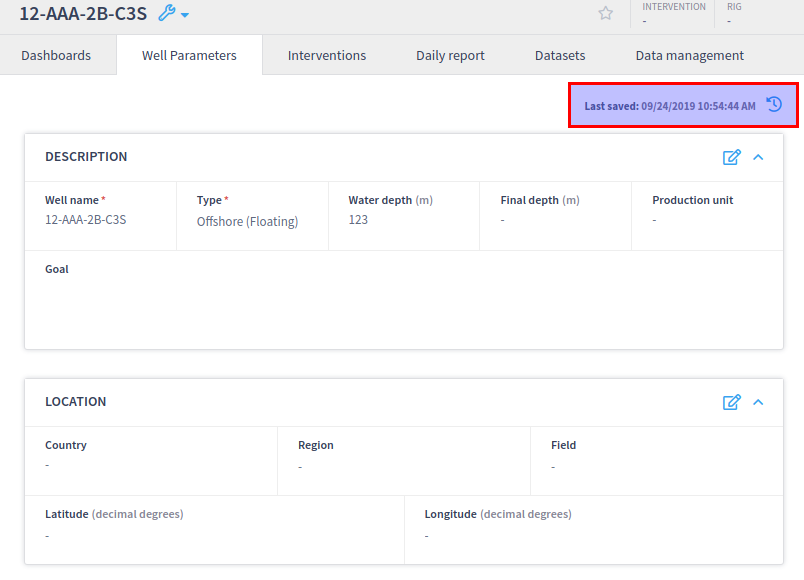 12-AAA-2B-C3S
INTERVENTION
-
RIG
-
Dashboards Well Parameters Interventions Daily report Datasets Data management
Last saved: 09/24/2019 10:54:44 AM
DESCRIPTION
Well name * Type * Water depth (m) Final depth (m) Production unit
12-AAA-2B-C3S Offshore (Floating) 123 - -
Goal
LOCATION
Country Region Field
- - -
Latitude (decimal degrees) Longitude (decimal degrees)
- -